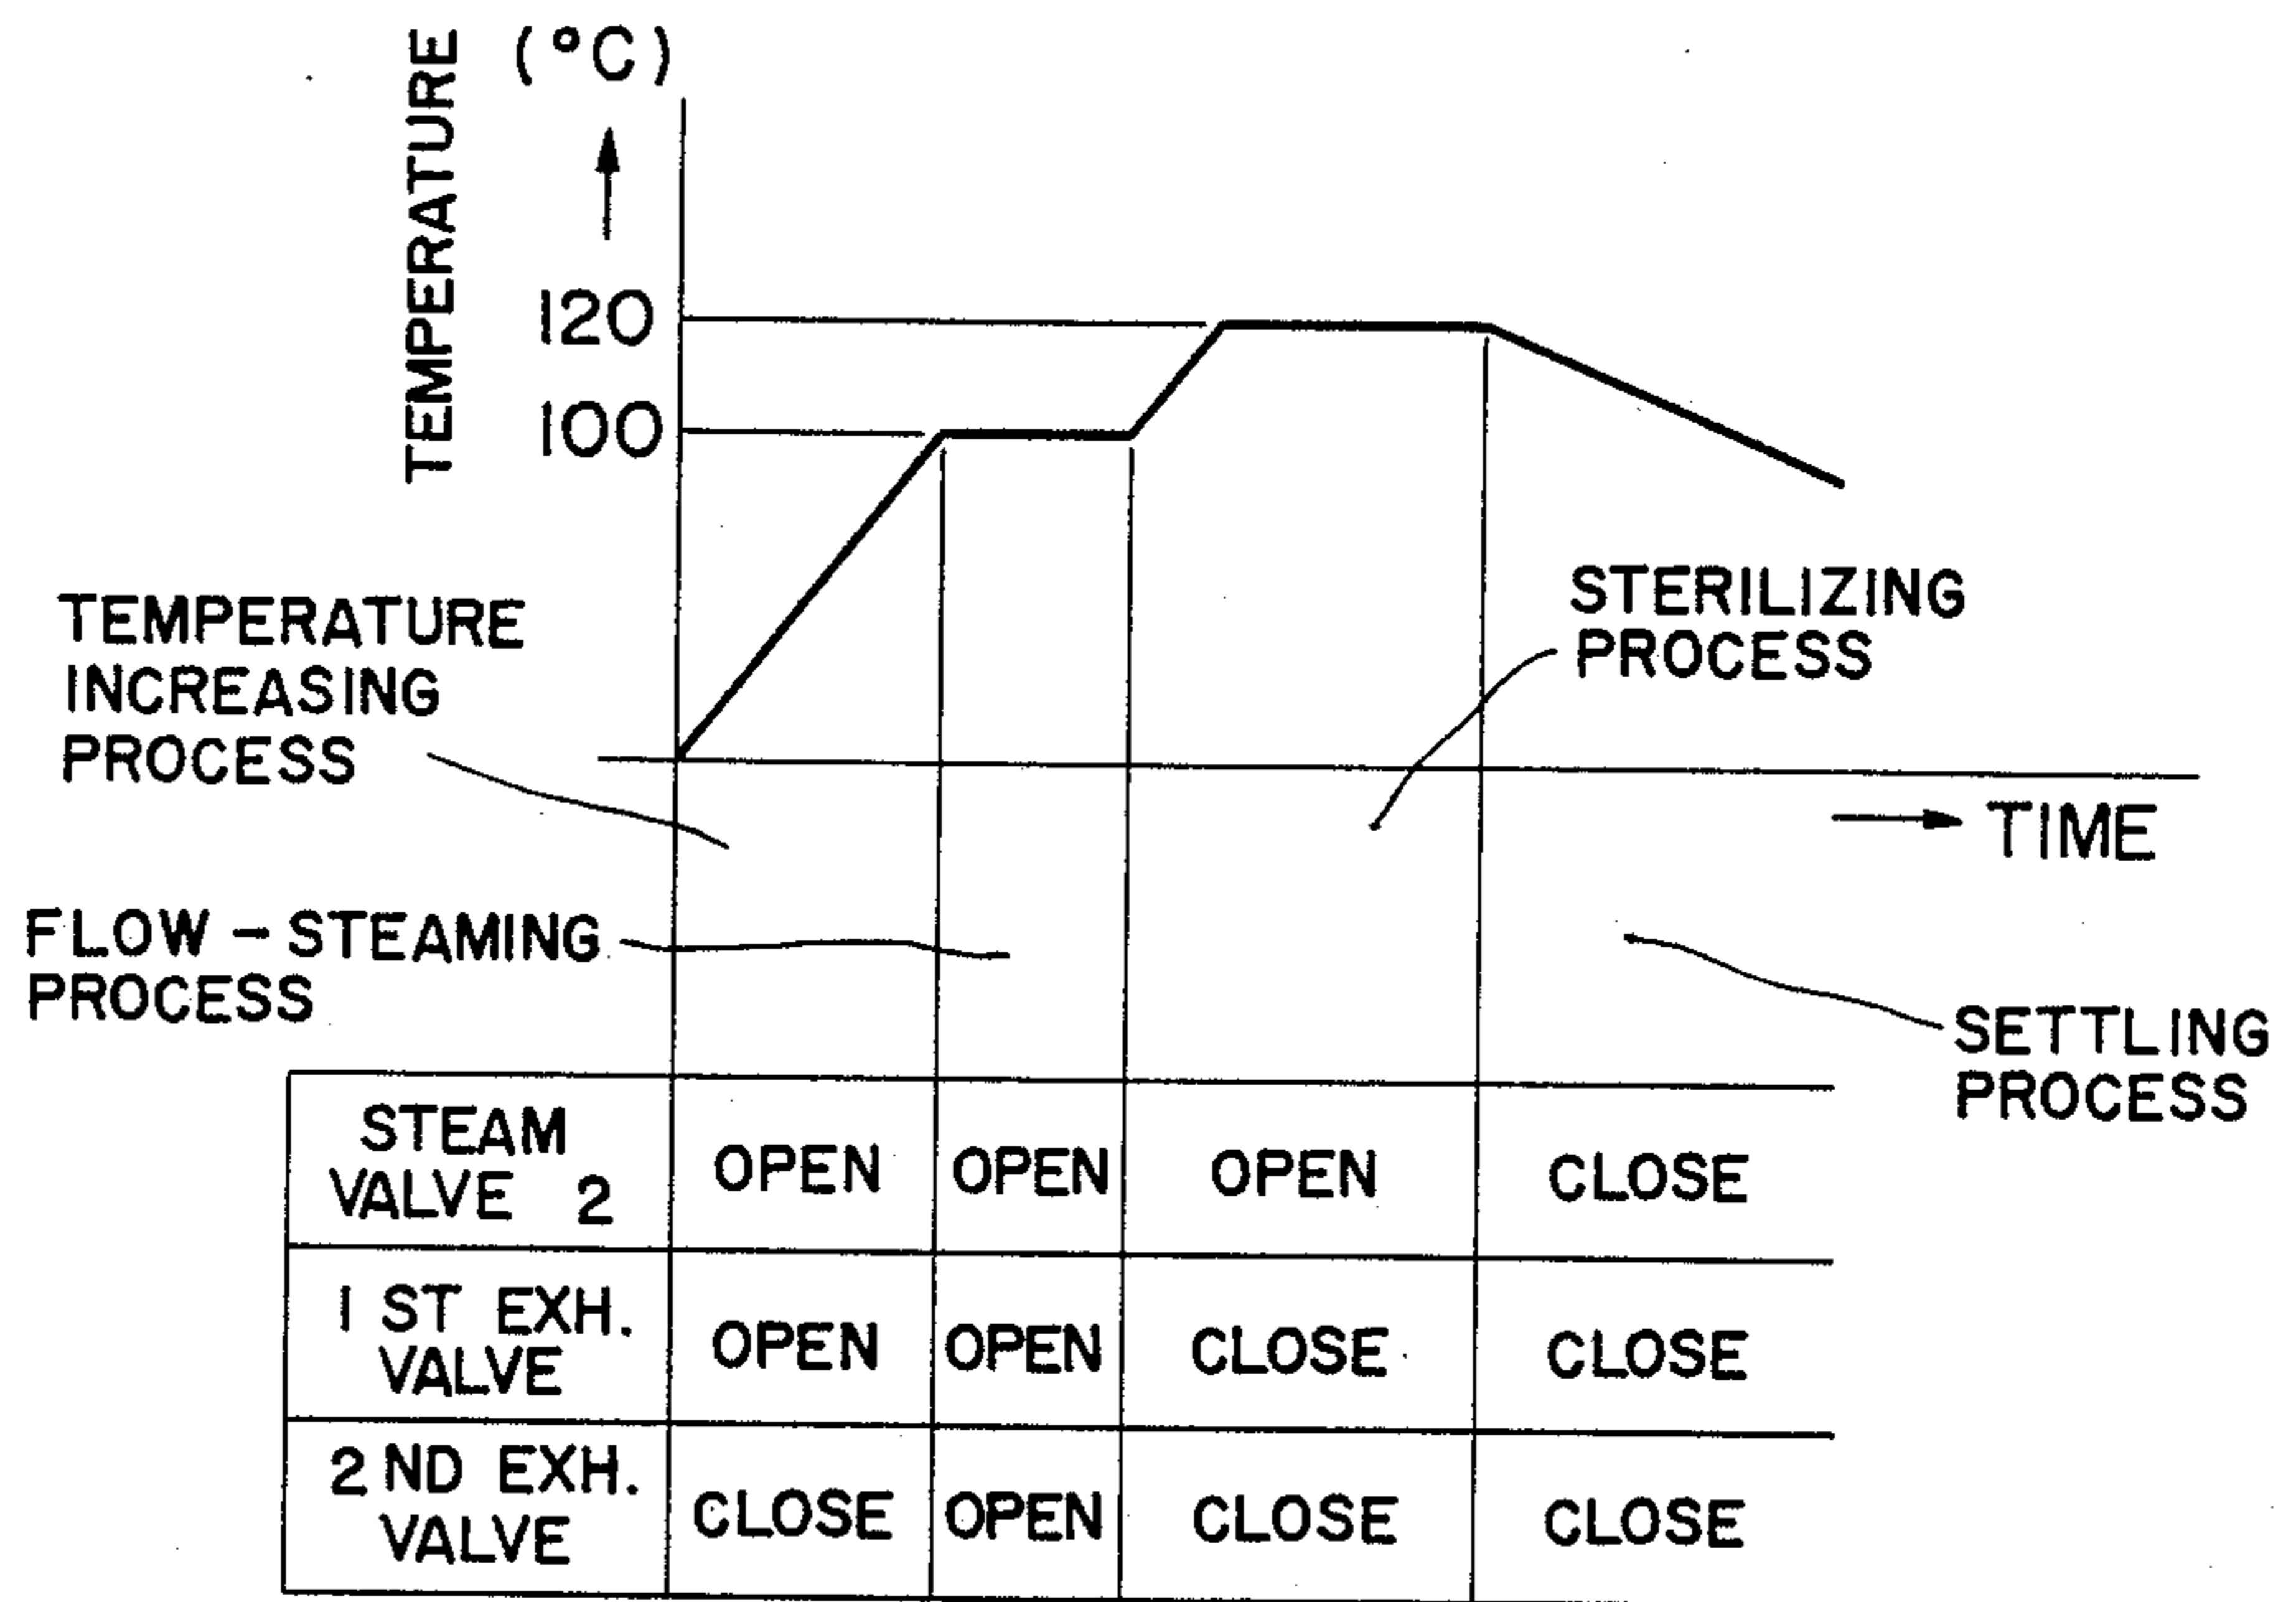 TEMPERATURE (°C)
120
100
TEMPERATURE
INCREASING
PROCESS
STERILIZING
PROCESS
TIME
FLOW - STEAMING
PROCESS
SETTLING
PROCESS
STEAM
VALVE 2
OPEN OPEN OPEN CLOSE
1 ST EXH.
VALVE
OPEN OPEN CLOSE CLOSE
2 ND EXH.
VALVE
CLOSE OPEN CLOSE CLOSE